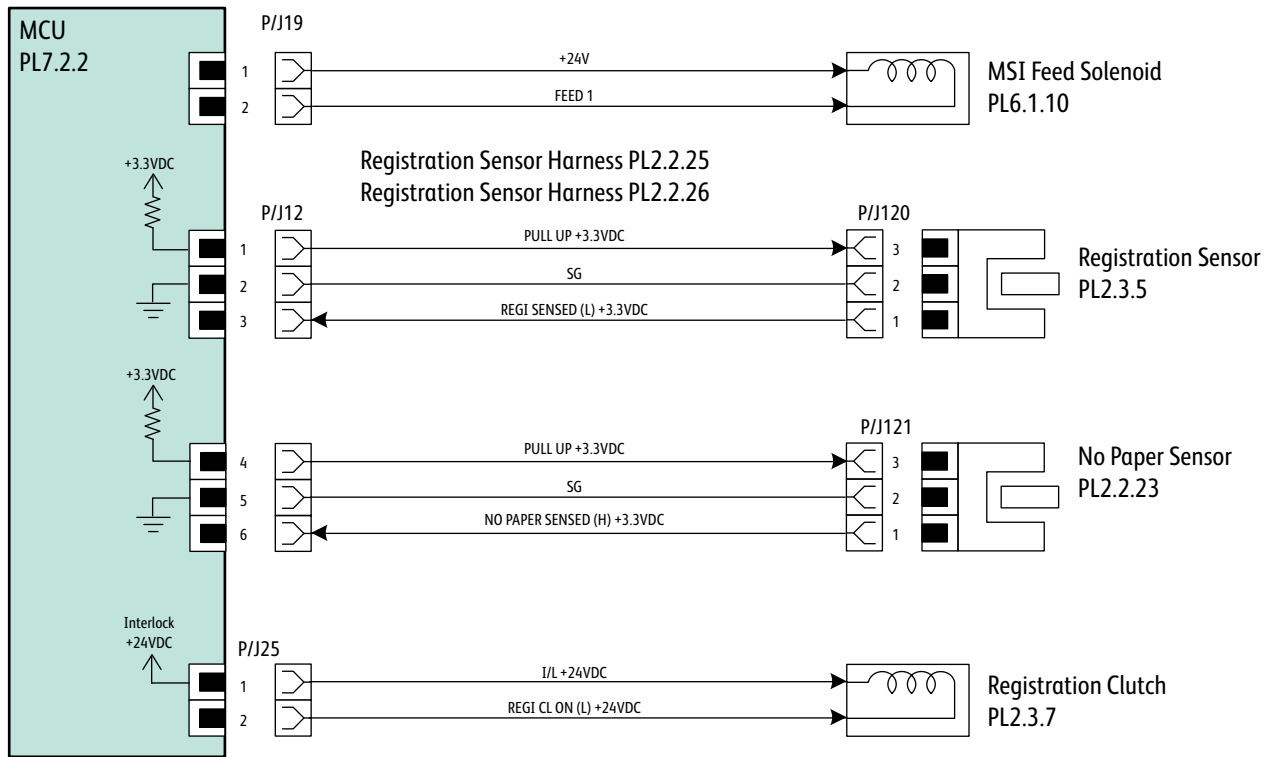 MCU
PL7.2.2
P/J19
1
+24V
2
FEED 1
MSI Feed Solenoid
PL6.1.10
Registration Sensor Harness PL2.2.25
Registration Sensor Harness PL2.2.26
+3.3VDC
P/J12
P/J120
1
PULL UP +3.3VDC
3
2
SG
2
3
REGI SENSED (L) +3.3VDC
1
Registration Sensor
PL2.3.5
+3.3VDC
P/J121
4
PULL UP +3.3VDC
3
5
SG
2
6
NO PAPER SENSED (H) +3.3VDC
1
No Paper Sensor
PL2.2.23
Interlock
+24VDC
P/J25
1
I/L +24VDC
2
REGI CL ON (L) +24VDC
Registration Clutch
PL2.3.7